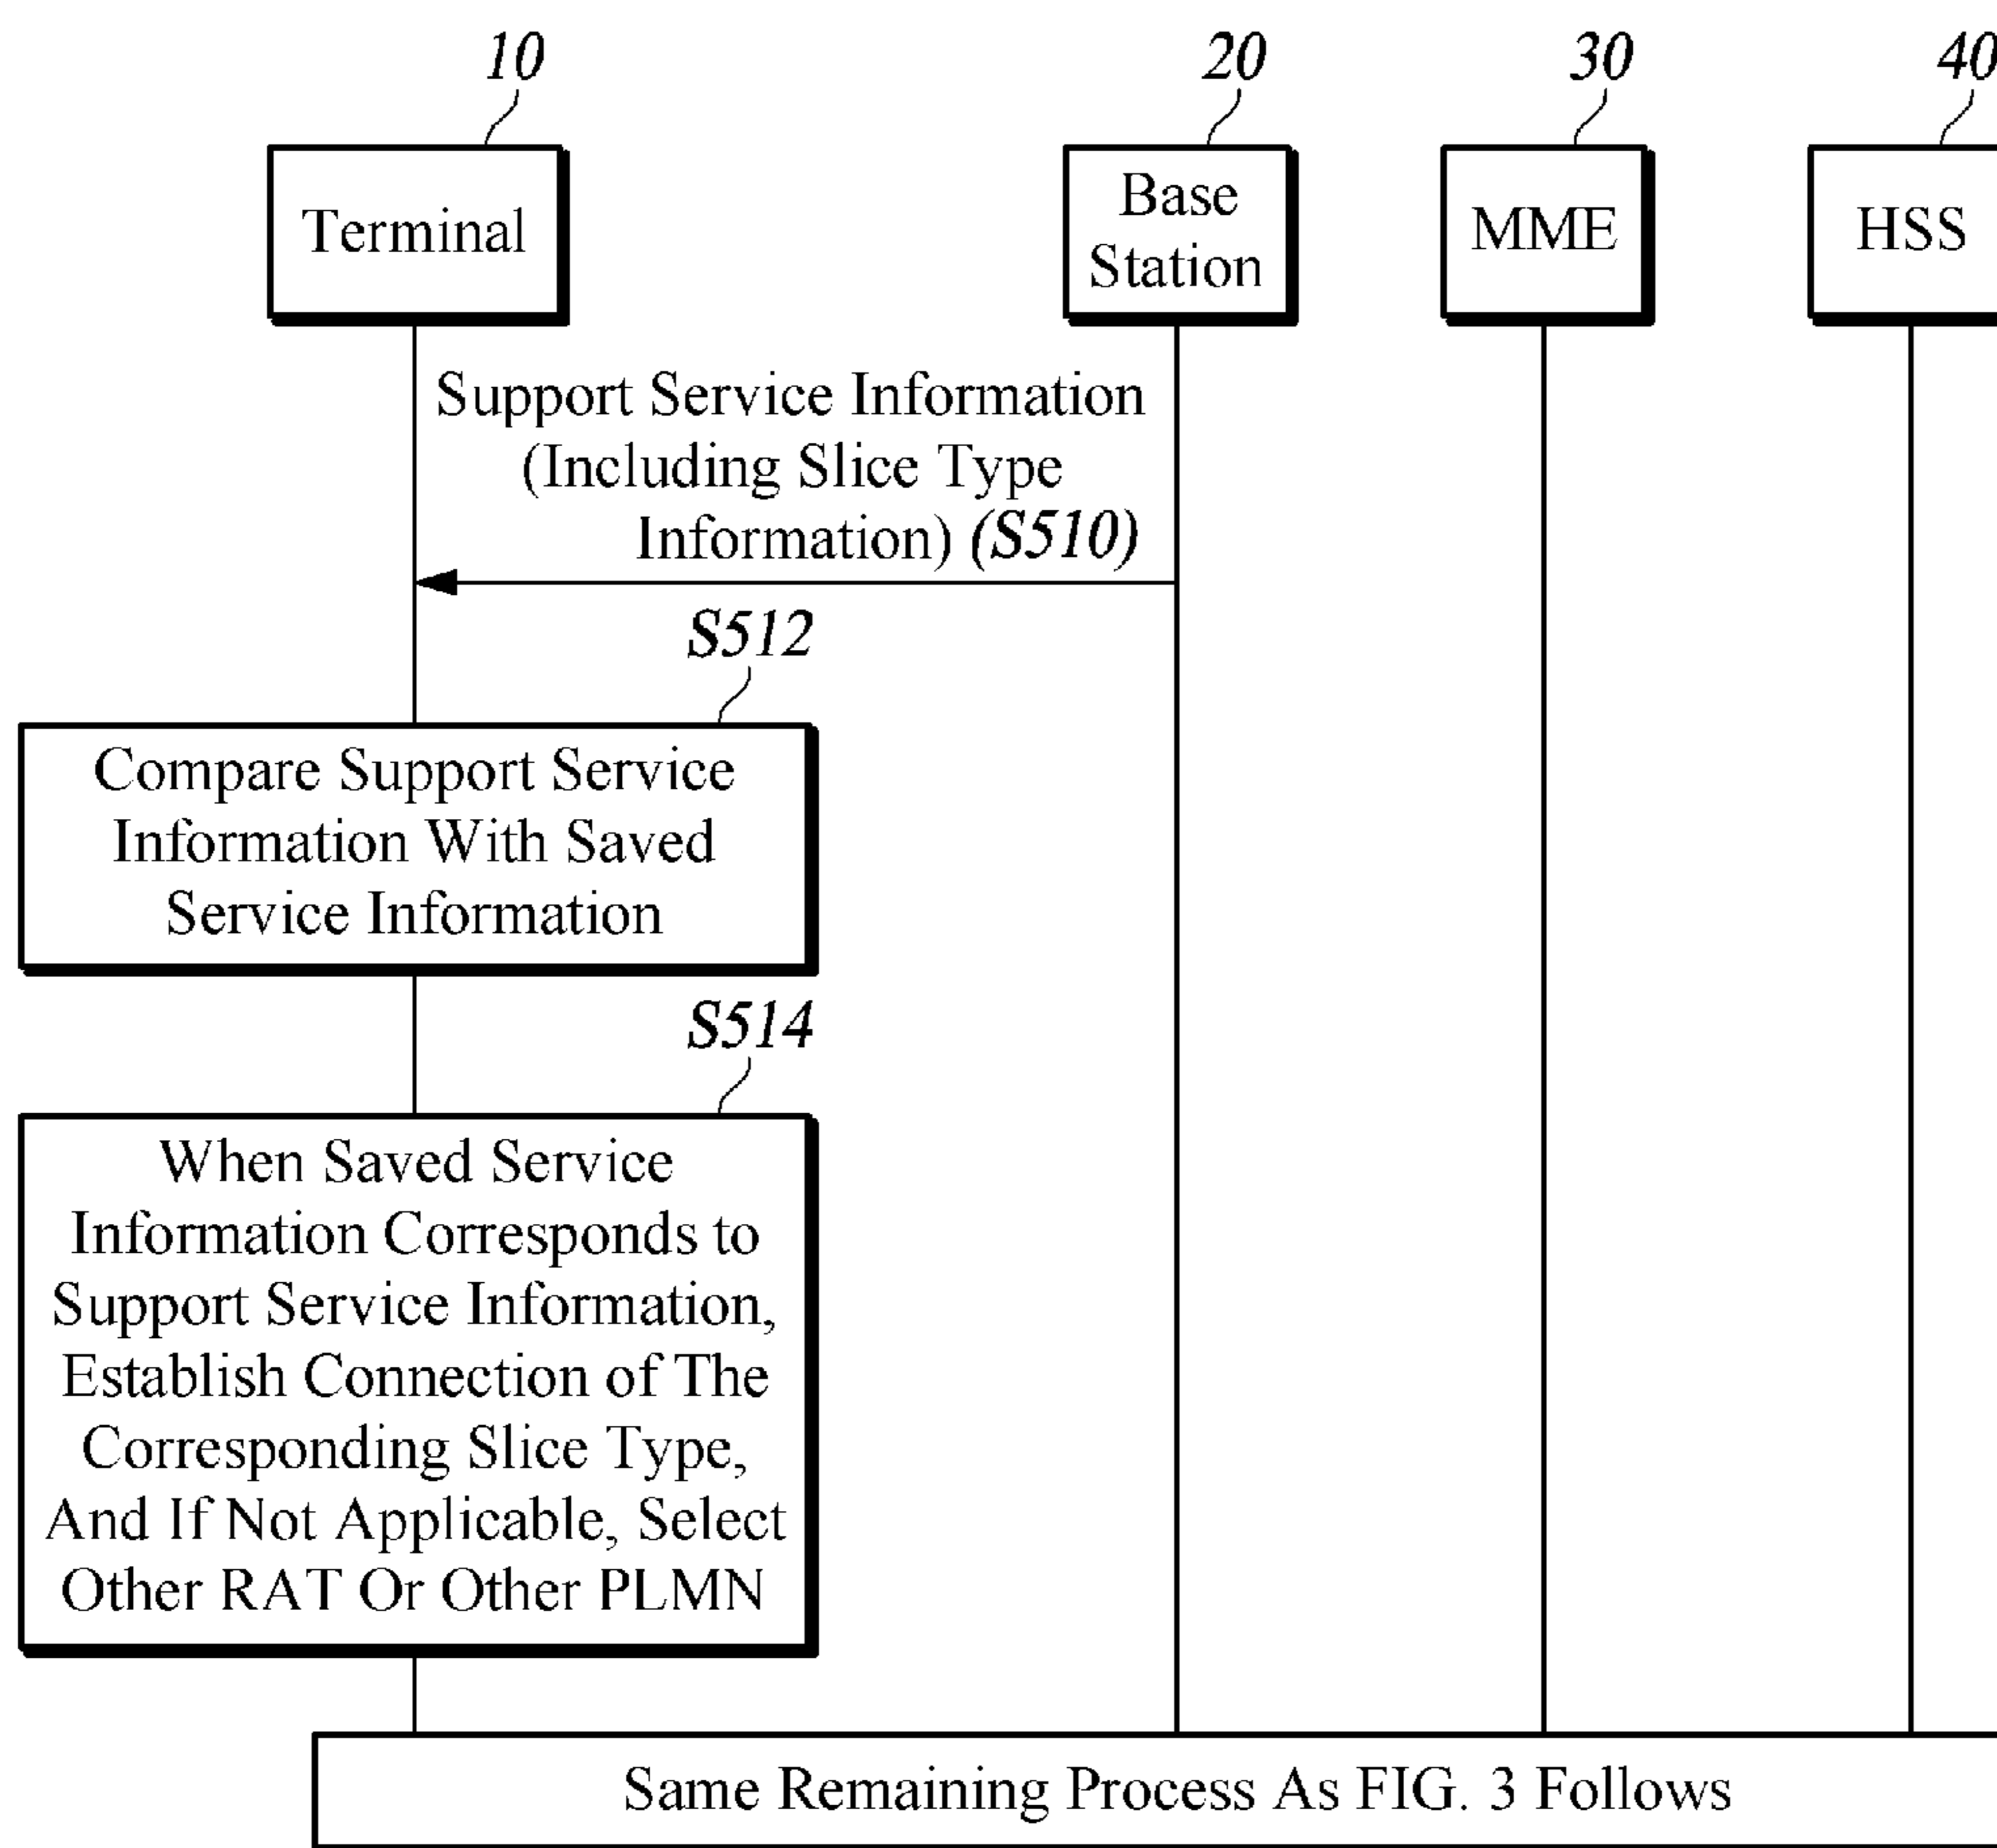 10
20
30
40
Terminal
Base
Station
MME
HSS
Support Service Information
(Including Slice Type
Information) (S510)
S512
Compare Support Service
Information With Saved
Service Information
S514
When Saved Service
Information Corresponds to
Support Service Information,
Establish Connection of The
Corresponding Slice Type,
And If Not Applicable, Select
Other RAT Or Other PLMN
Same Remaining Process As FIG. 3 Follows